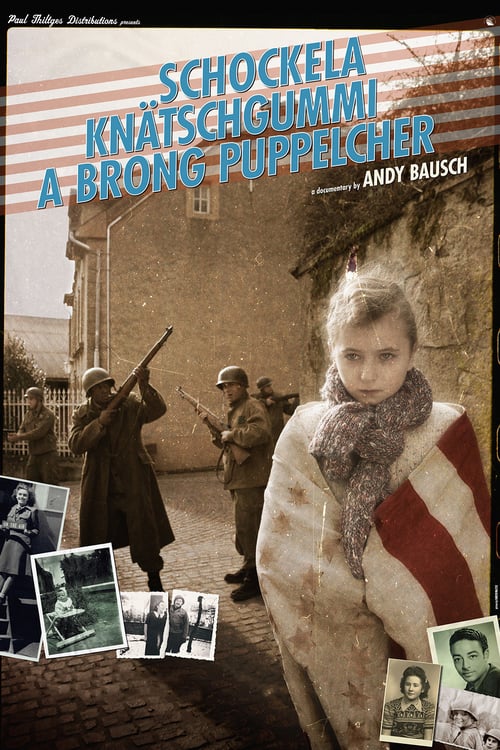 Paul Thiltges Distributions presents
SCHOCKELA
KNÄTSCHGUMMI
A BRONG PUPPELCHER
a documentary by ANDY BAUSCH